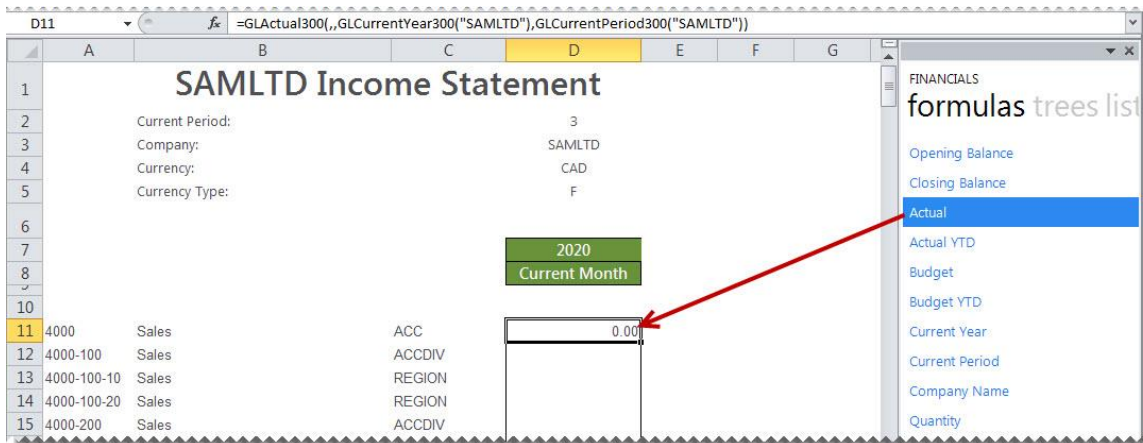 D11 fx =GLActual300(,,GLCurrentYear300("SAMLTD"),GLCurrentPeriod300("SAMLTD"))
A B C D E F G
1 SAMLTD Income Statement
2 Current Period: 3
3 Company: SAMLTD
4 Currency: CAD
5 Currency Type: F
6
7 2020
8 Current Month
10
11 4000 Sales ACC 0.00
12 4000-100 Sales ACCDIV
13 4000-100-10 Sales REGION
14 4000-100-20 Sales REGION
15 4000-200 Sales ACCDIV
FINANCIALS
formulas trees list
Opening Balance
Closing Balance
Actual
Actual YTD
Budget
Budget YTD
Current Year
Current Period
Company Name
Quantity